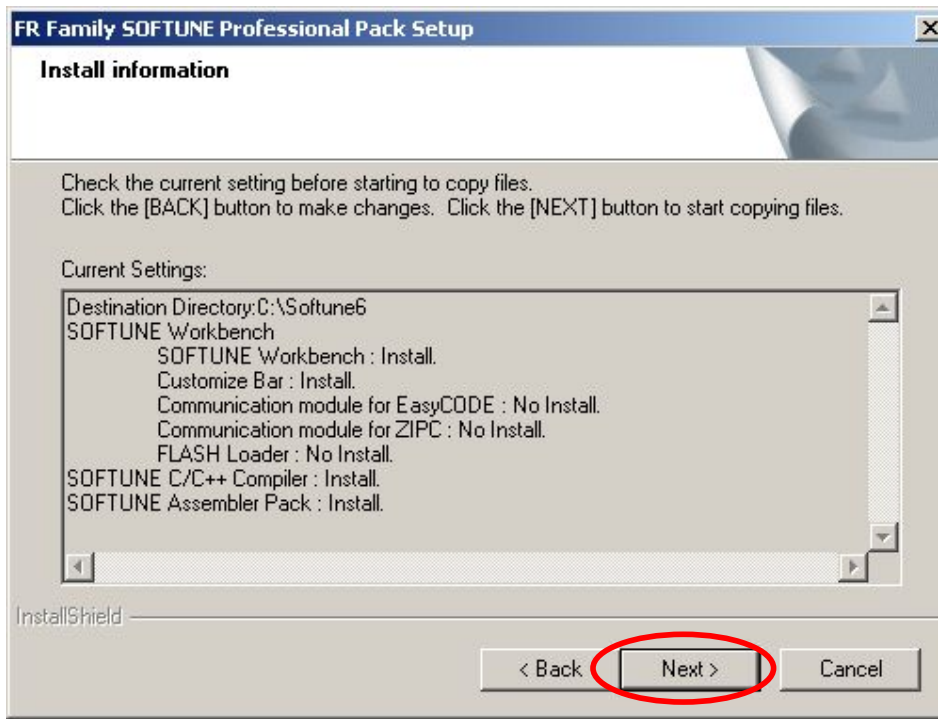 FR Family SOFTUNE Professional Pack Setup
Install information
Check the current setting before starting to copy files.
Click the [BACK] button to make changes. Click the [NEXT] button to start copying files.
Current Settings:
Destination Directory:C:\Softune6
SOFTUNE Workbench
SOFTUNE Workbench : Install.
Customize Bar : Install.
Communication module for EasyCODE : No Install.
Communication module for ZIPC : No Install.
FLASH Loader : No Install.
SOFTUNE C/C++ Compiler : Install.
SOFTUNE Assembler Pack : Install.
InstallShield
< Back Next > Cancel